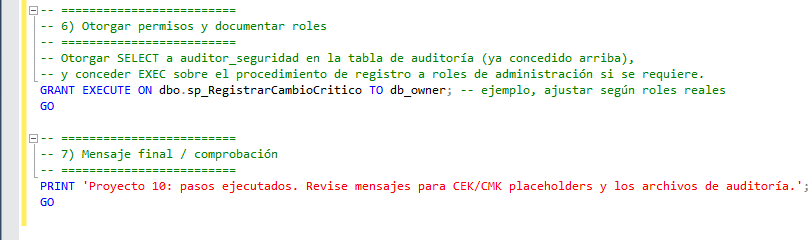 -- =========================
-- 6) Otorgar permisos y documentar roles
-- =========================
-- Otorgar SELECT a auditor_seguridad en la tabla de auditoría (ya concedido arriba),
-- y conceder EXEC sobre el procedimiento de registro a roles de administración si se requiere.
GRANT EXECUTE ON dbo.sp_RegistrarCambioCritico TO db_owner; -- ejemplo, ajustar según roles reales
GO
-- =========================
-- 7) Mensaje final / comprobación
-- =========================
PRINT 'Proyecto 10: pasos ejecutados. Revise mensajes para CEK/CMK placeholders y los archivos de auditoría.';
GO